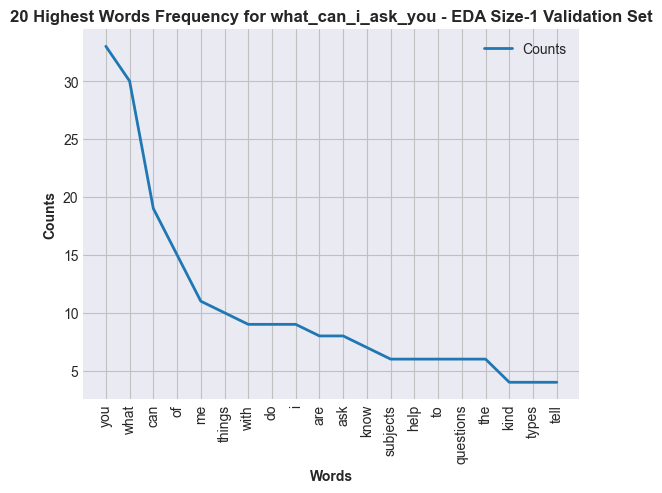 20 Highest Words Frequency for what_can_i_ask_you - EDA Size-1 Validation Set
Counts
30
25
20
15
10
5
Counts
you
what
can
of
me
things
with
do
i
are
ask
know
subjects
help
to
questions
the
kind
types
tell
Words